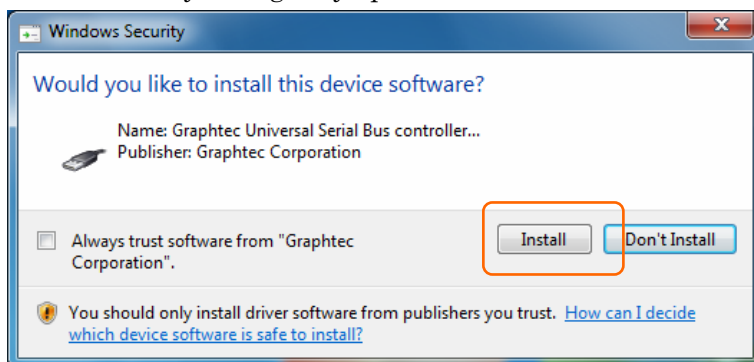 Windows Security
Would you like to install this device software?
Name: Graphtec Universal Serial Bus controller...
Publisher: Graphtec Corporation
Always trust software from "Graphtec
Corporation".
Install
Don't Install
You should only install driver software from publishers you trust. How can I decide
which device software is safe to install?